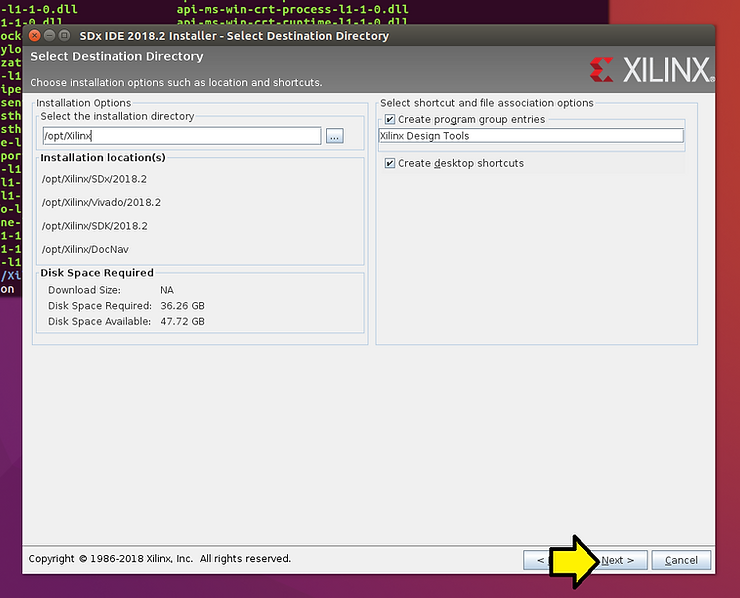 -l1-1-0.dll api-ms-win-crt-process-l1-1-0.dll
1-1-0.dll api-ms-win-crt-runtime-l1-1-0.dll
SDx IDE 2018.2 Installer - Select Destination Directory
Select Destination Directory
XILINX®
Choose installation options such as location and shortcuts.
Installation Options
Select the installation directory
/opt/Xilinx
...
Installation location(s)
/opt/Xilinx/SDx/2018.2
/opt/Xilinx/Vivado/2018.2
/opt/Xilinx/SDK/2018.2
/opt/Xilinx/DocNav
Disk Space Required
Download Size: NA
Disk Space Required: 36.26 GB
Disk Space Available: 47.72 GB
Select shortcut and file association options
Create program group entries
Xilinx Design Tools
Create desktop shortcuts
ock
ylo
zat
-l1
ipe
sen
sth
sth
e-l
por
-l1
l1-
l1-
o-l
ne-
1-1
1-1
-l1
/Xi
on
Copyright © 1986-2018 Xilinx, Inc. All rights reserved.
<
Next >
Cancel